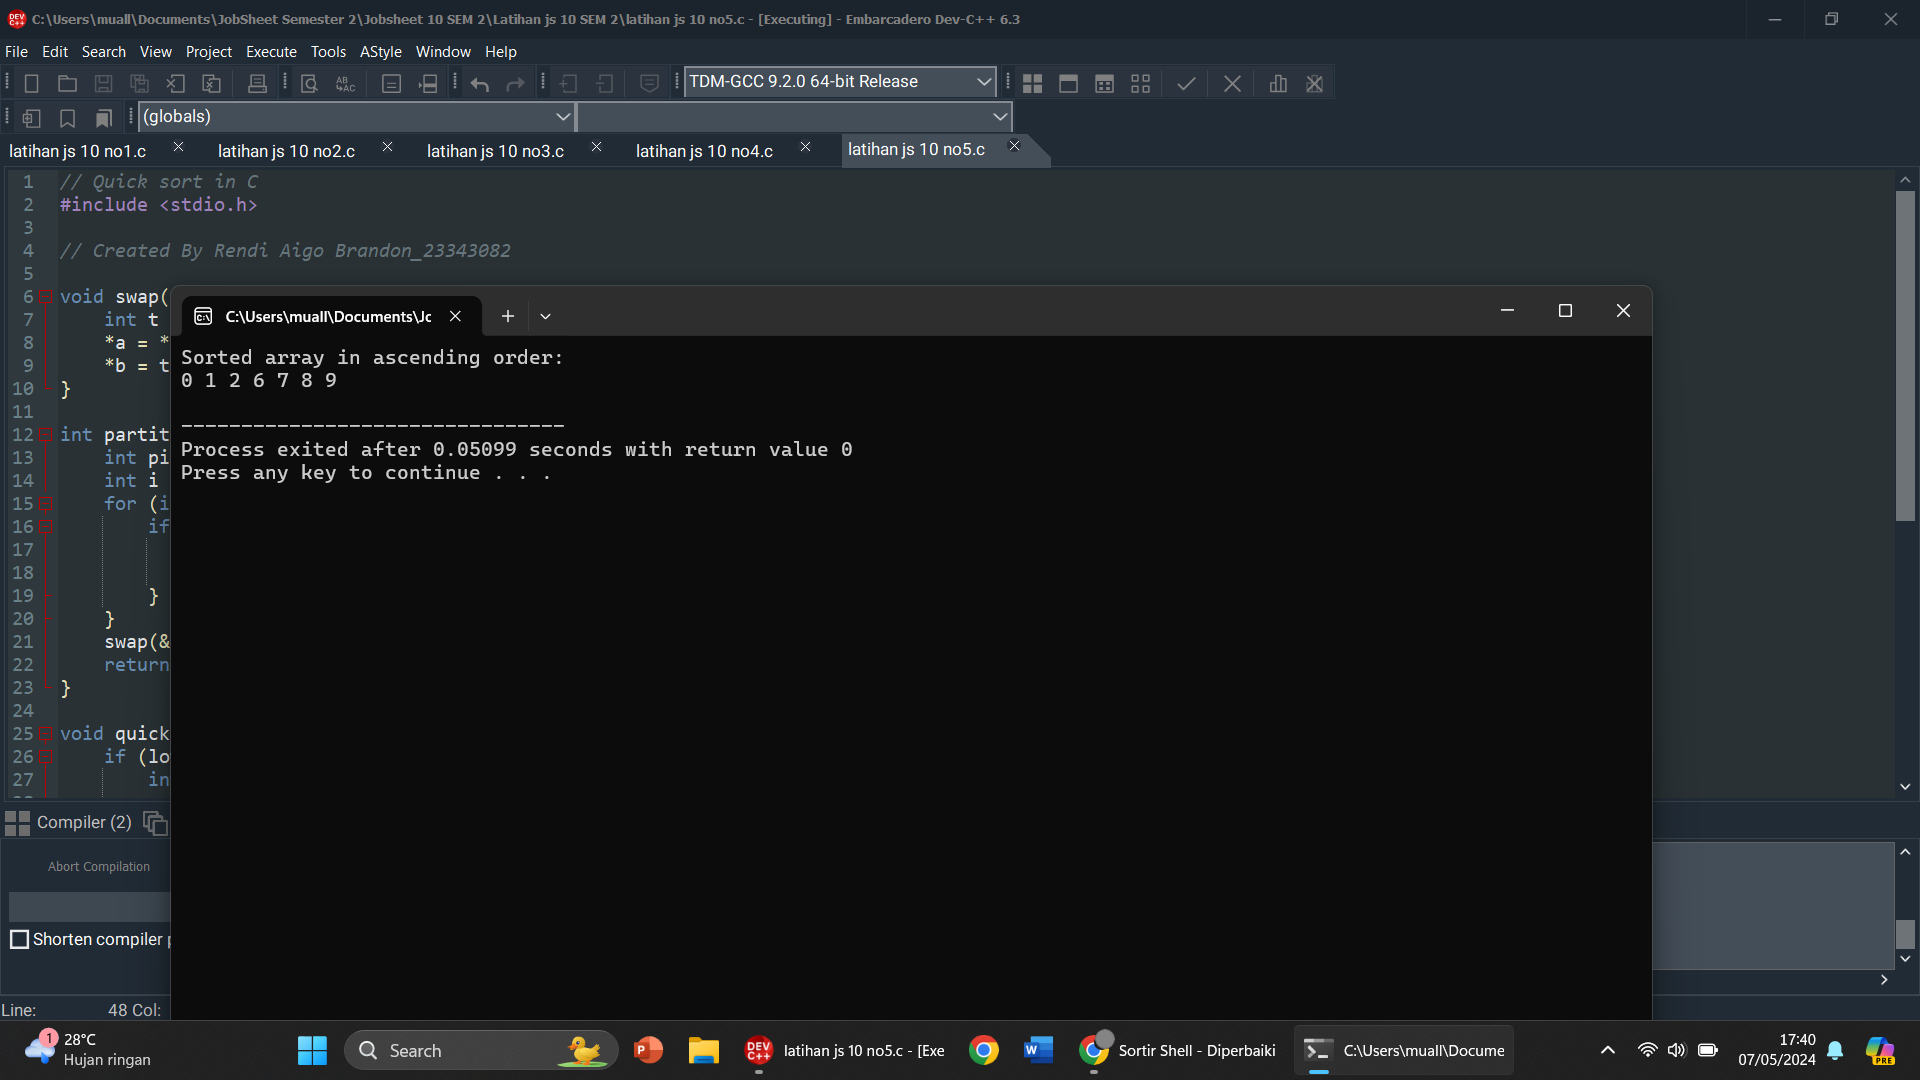 C:\Users\muall\Documents\JobSheet Semester 2\Jobsheet 10 SEM 2\Latihan js 10 SEM 2\latihan js 10 no5.c - [Executing] - Embarcadero Dev-C++ 6.3
File Edit Search View Project Execute Tools AStyle Window Help
TDM-GCC 9.2.0 64-bit Release
(globals)
latihan js 10 no1.c latihan js 10 no2.c latihan js 10 no3.c latihan js 10 no4.c latihan js 10 no5.c
1 // Quick sort in C
2 #include <stdio.h>
3
4 // Created By Rendi Aigo Brandon_23343082
5
6 void swap(
7 int t
8 *a = *
9 *b = t
10 }
11
12 int partit
13 int pi
14 int i
15 for (i
16 if
17
18
19 }
20 }
21 swap(&
22 return
23 }
24
25 void quick
26 if (lo
27 in
C:\Users\muall\Documents\Jc
Sorted array in ascending order:
0 1 2 6 7 8 9
--------------------------------
Process exited after 0.05099 seconds with return value 0
Press any key to continue . . .
Compiler (2)
Abort Compilation
Shorten compiler p
Line: 48 Col:
1
28°C
Hujan ringan
Search
latihan js 10 no5.c - [Exe
Sortir Shell - Diperbaiki
C:\Users\muall\Docume
17:40
07/05/2024
PRE